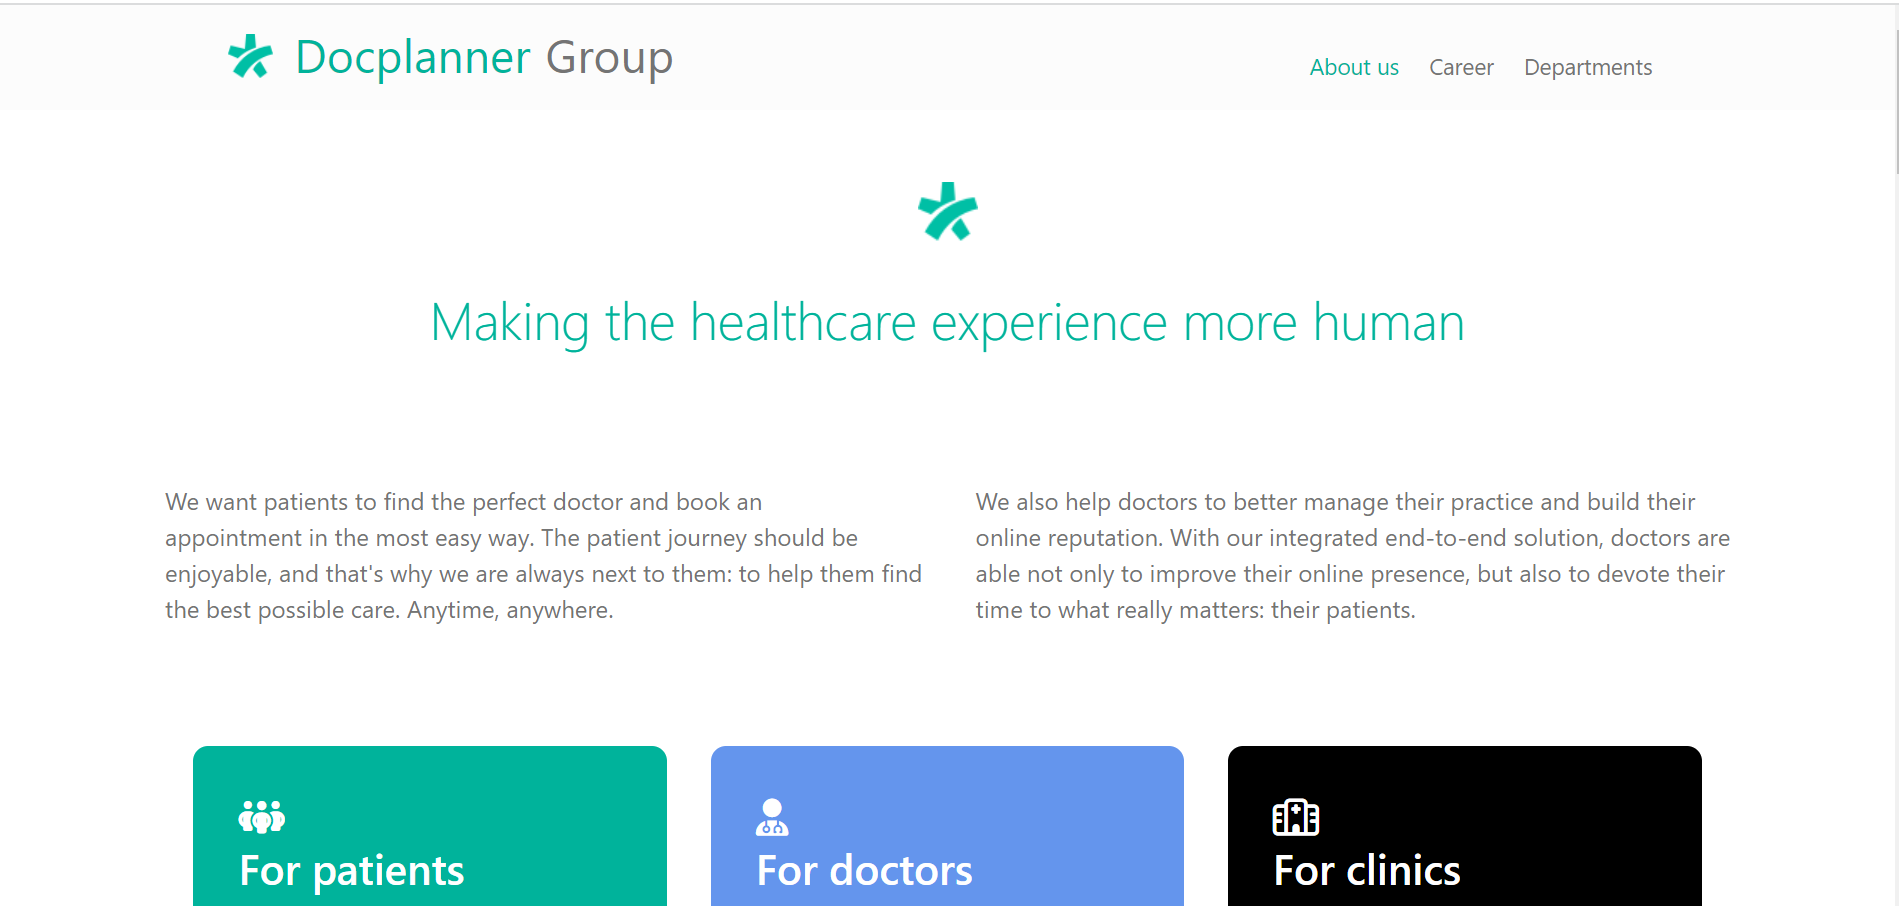 Docplanner Group
About us Career Departments
Making the healthcare experience more human
We want patients to find the perfect doctor and book an
appointment in the most easy way. The patient journey should be
enjoyable, and that's why we are always next to them: to help them find
the best possible care. Anytime, anywhere.
We also help doctors to better manage their practice and build their
online reputation. With our integrated end-to-end solution, doctors are
able not only to improve their online presence, but also to devote their
time to what really matters: their patients.
For patients
For doctors
For clinics